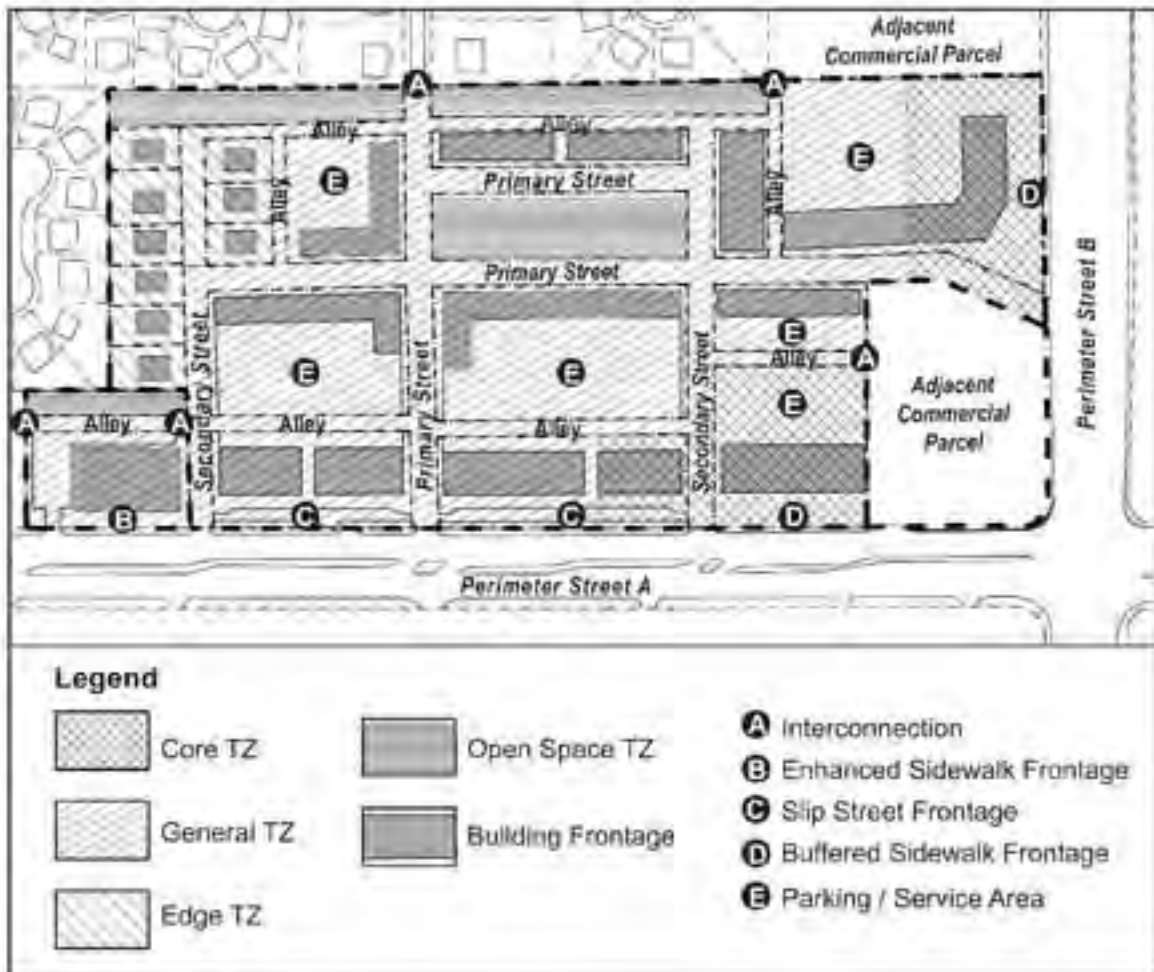 Adjacent
Commercial Parcel
A
A
Alley
Alley
E
Primary Street
E
Alley
Alley
D
Primary Street
Perimeter Street B
Secondary Street
E
Primary Street
E
Secondary Street
E
Alley
A
Adjacent
Commercial
Parcel
E
A
Alley
A
Alley
Alley
B
C
C
D
Perimeter Street A
Legend
Core TZ
General TZ
Edge TZ
Open Space TZ
Building Frontage
A Interconnection
B Enhanced Sidewalk Frontage
C Slip Street Frontage
D Buffered Sidewalk Frontage
E Parking / Service Area